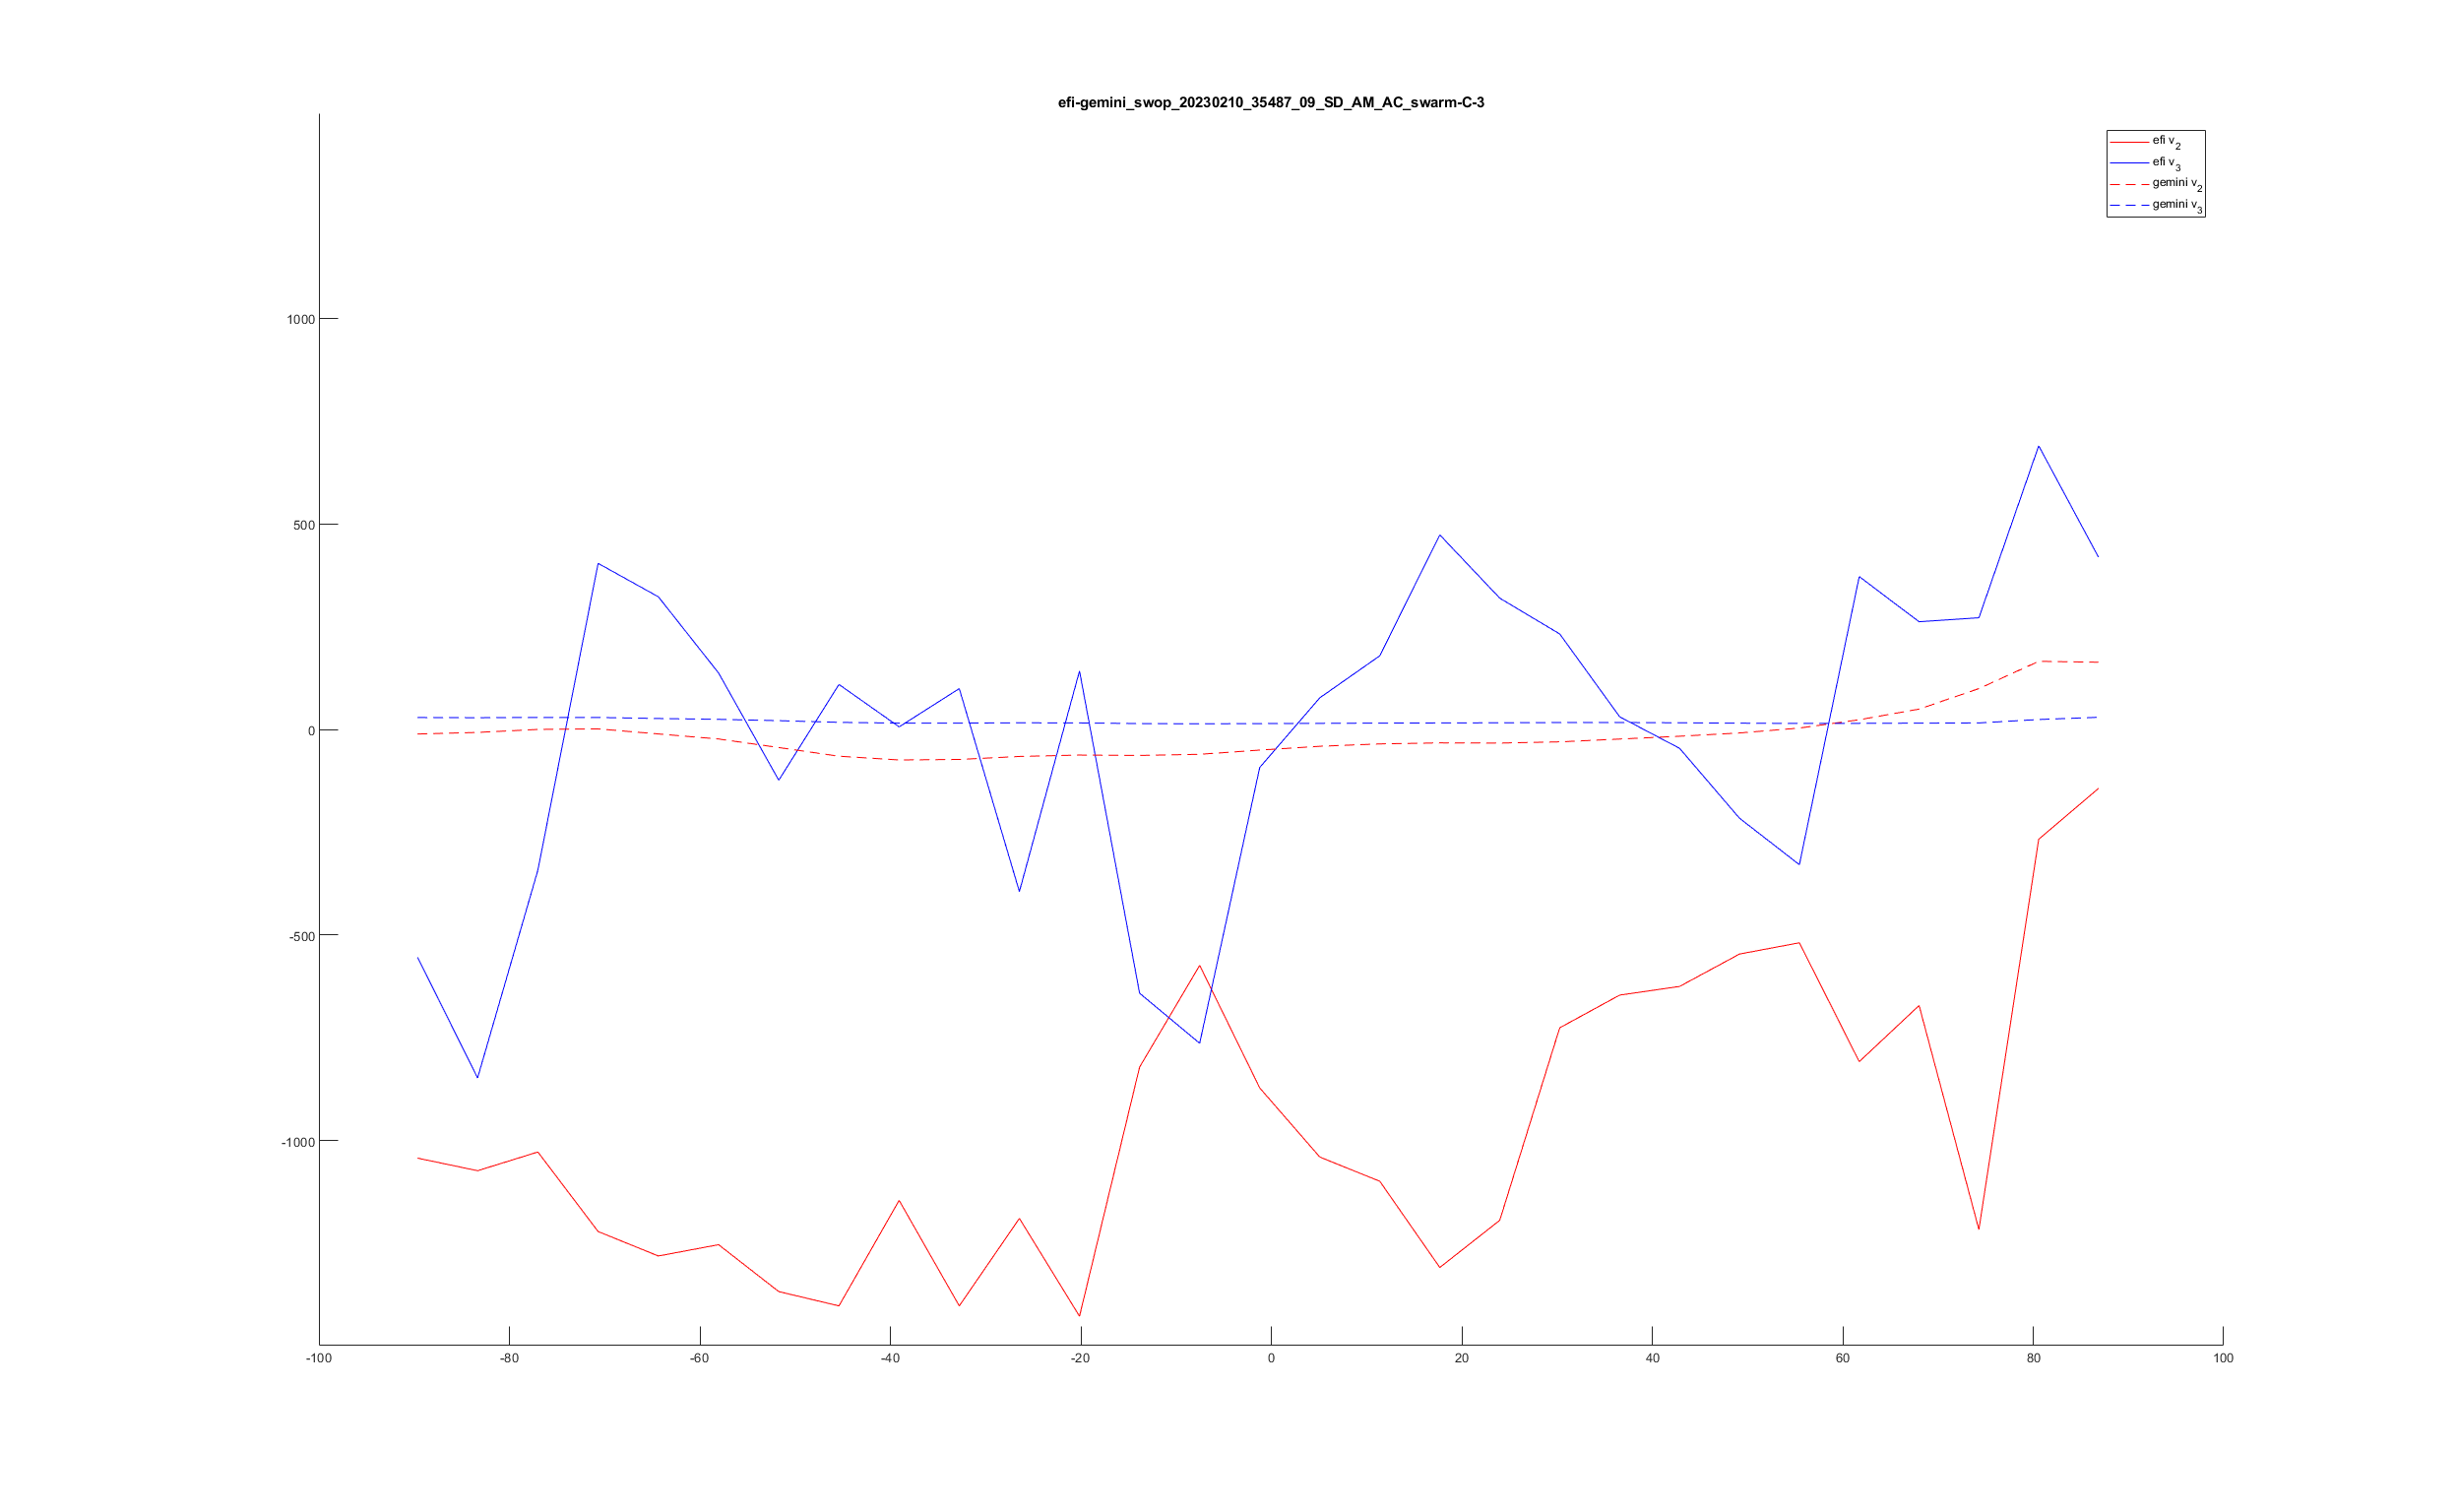 efi-gemini_swop_20230210_35487_09_SD_AM_AC_swarm-C-3
efi v2
efi v3
gemini v2
gemini v3
1000
500
0
-500
-1000
-100 -80 -60 -40 -20 0 20 40 60 80 100